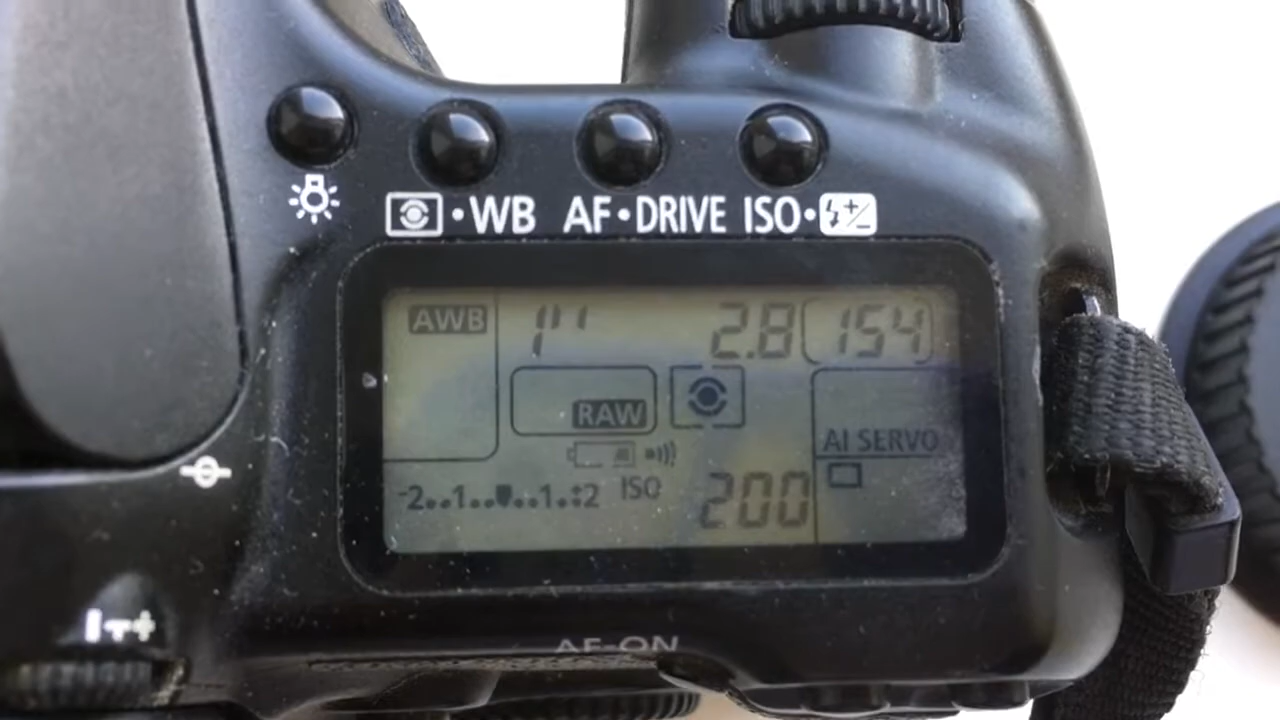 WB AF•DRIVE ISO•
AWB 1" 2.8 154
RAW
AI SERVO
-2..1..▼..1.:2 ISO 200
AF-ON